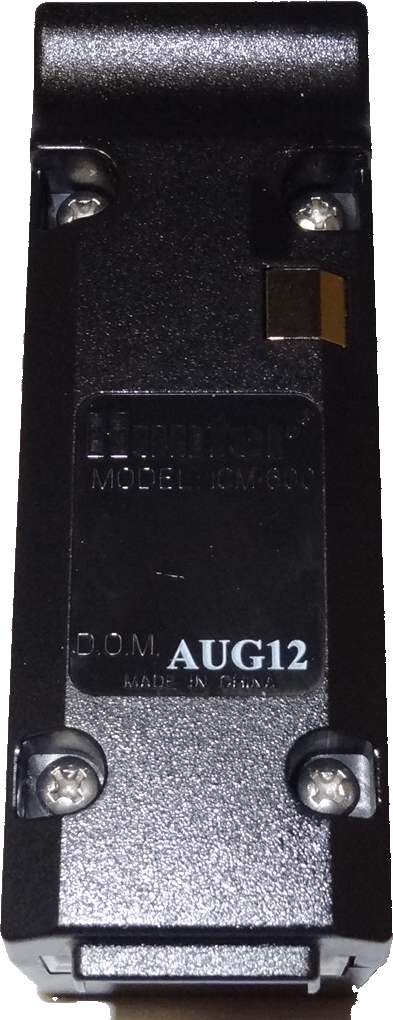 Hunter®
MODEL: ICM-600
D.O.M. AUG12
MADE IN CHINA